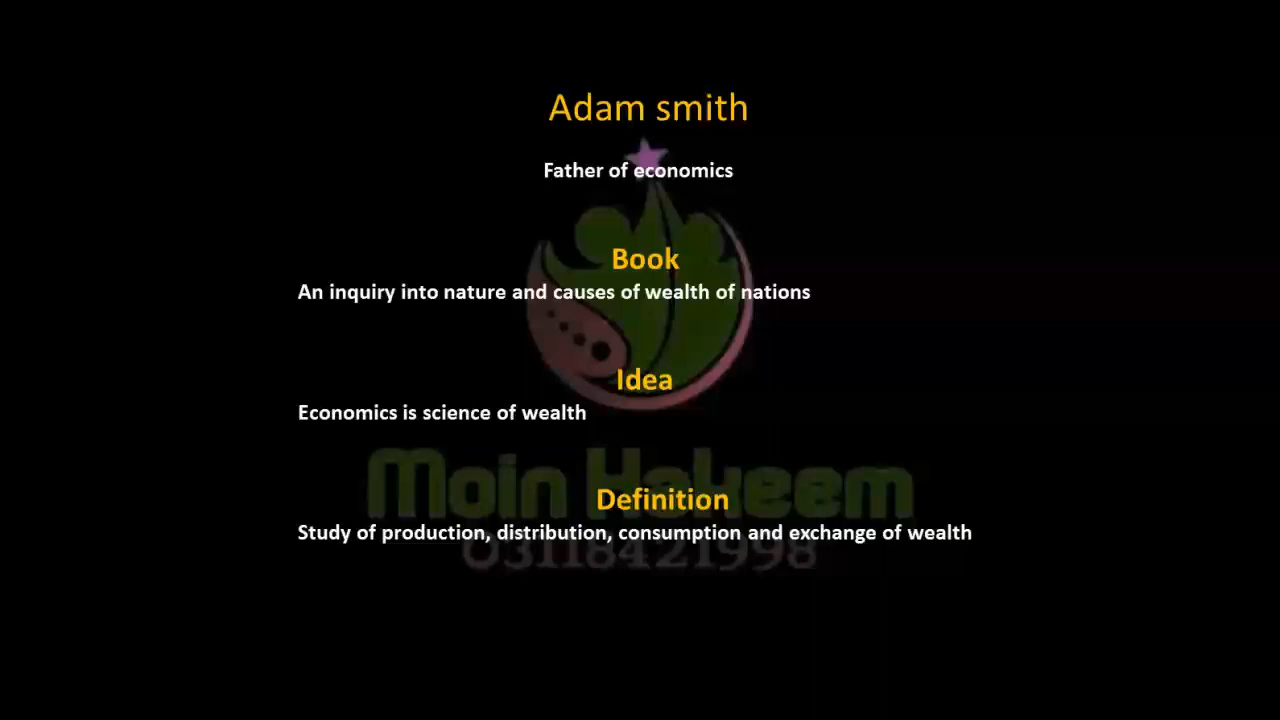 Adam smith
Father of economics
Book
An inquiry into nature and causes of wealth of nations
Idea
Economics is science of wealth
Moin Hakeem
Definition
Study of production, distribution, consumption and exchange of wealth
03118421998